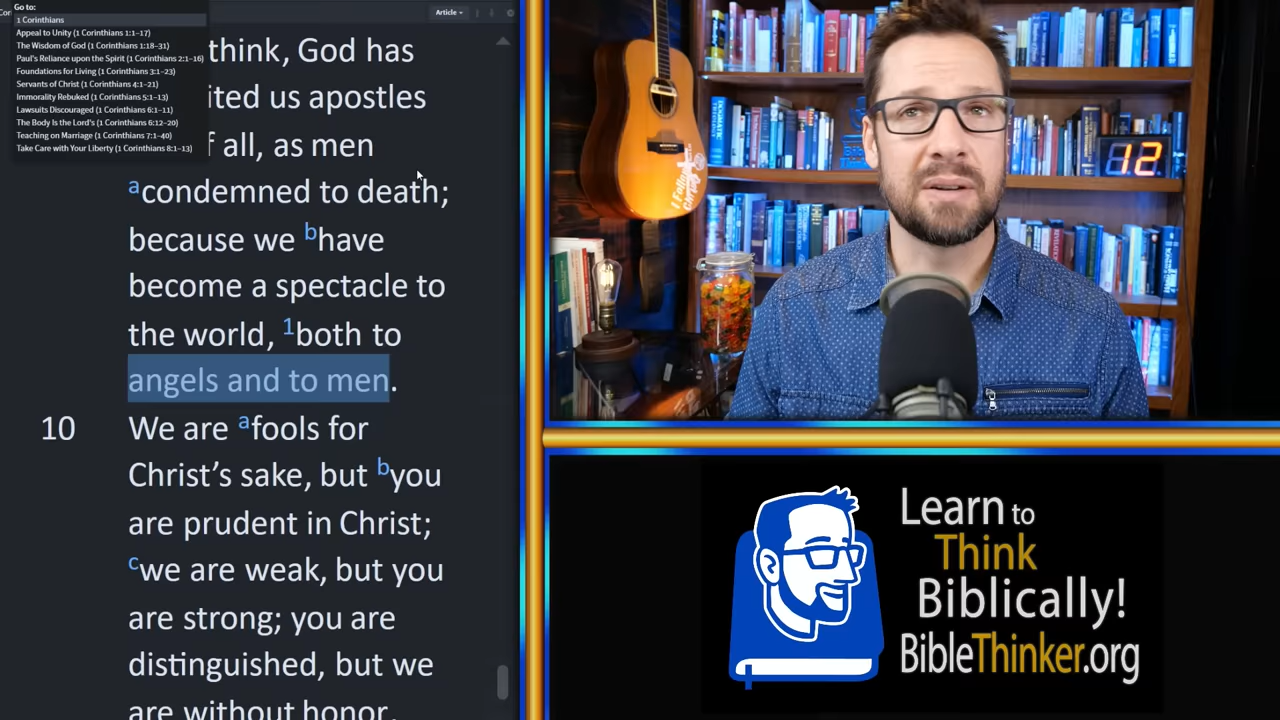 Go to:
1 Corinthians
Appeal to Unity (1 Corinthians 1:1–17)
The Wisdom of God (1 Corinthians 1:18–31)
Paul's Reliance upon the Spirit (1 Corinthians 2:1–16)
Foundations for Living (1 Corinthians 3:1–23)
Servants of Christ (1 Corinthians 4:1–21)
Immorality Rebuked (1 Corinthians 5:1–13)
Lawsuits Discouraged (1 Corinthians 6:1–11)
The Body Is the Lord's (1 Corinthians 6:12–20)
Teaching on Marriage (1 Corinthians 7:1–40)
Take Care with Your Liberty (1 Corinthians 8:1–13)
Article
think, God has
ited us apostles
f all, as men
a condemned to death;
because we b have
become a spectacle to
the world, 1 both to
angels and to men.
10 We are a fools for
Christ’s sake, but b you
are prudent in Christ;
c we are weak, but you
are strong; you are
distinguished, but we
are without honor.
12
Learn to
Think
Biblically!
BibleThinker.org